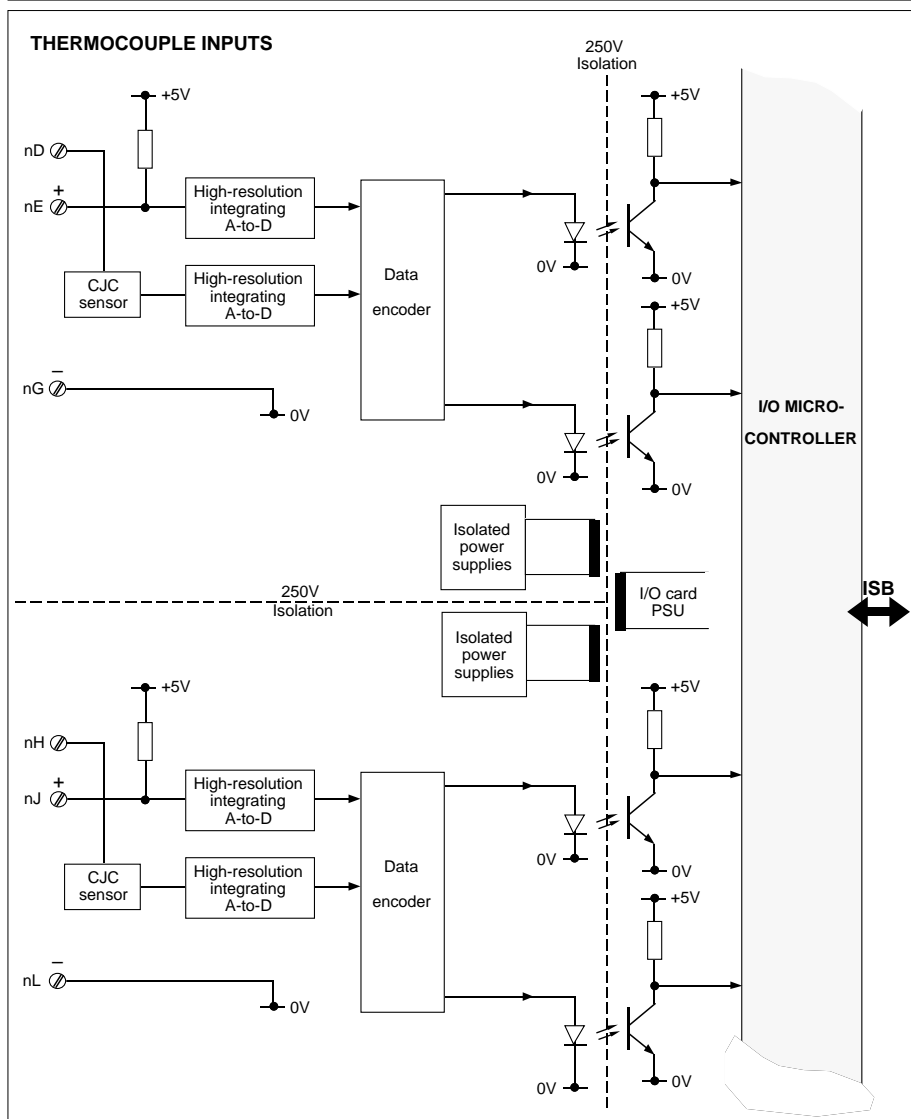 THERMOCOUPLE INPUTS
250V
Isolation
+5V
+5V
nD
+
nE
High-resolution
integrating
A-to-D
Data
encoder
0V
0V
CJC
sensor
High-resolution
integrating
A-to-D
+5V
–
nG
0V
I/O MICRO-
CONTROLLER
0V
0V
Isolated
power
supplies
250V
Isolation
I/O card
PSU
ISB
Isolated
power
supplies
+5V
+5V
nH
+
nJ
High-resolution
integrating
A-to-D
Data
encoder
0V
0V
CJC
sensor
High-resolution
integrating
A-to-D
+5V
–
nL
0V
0V
0V